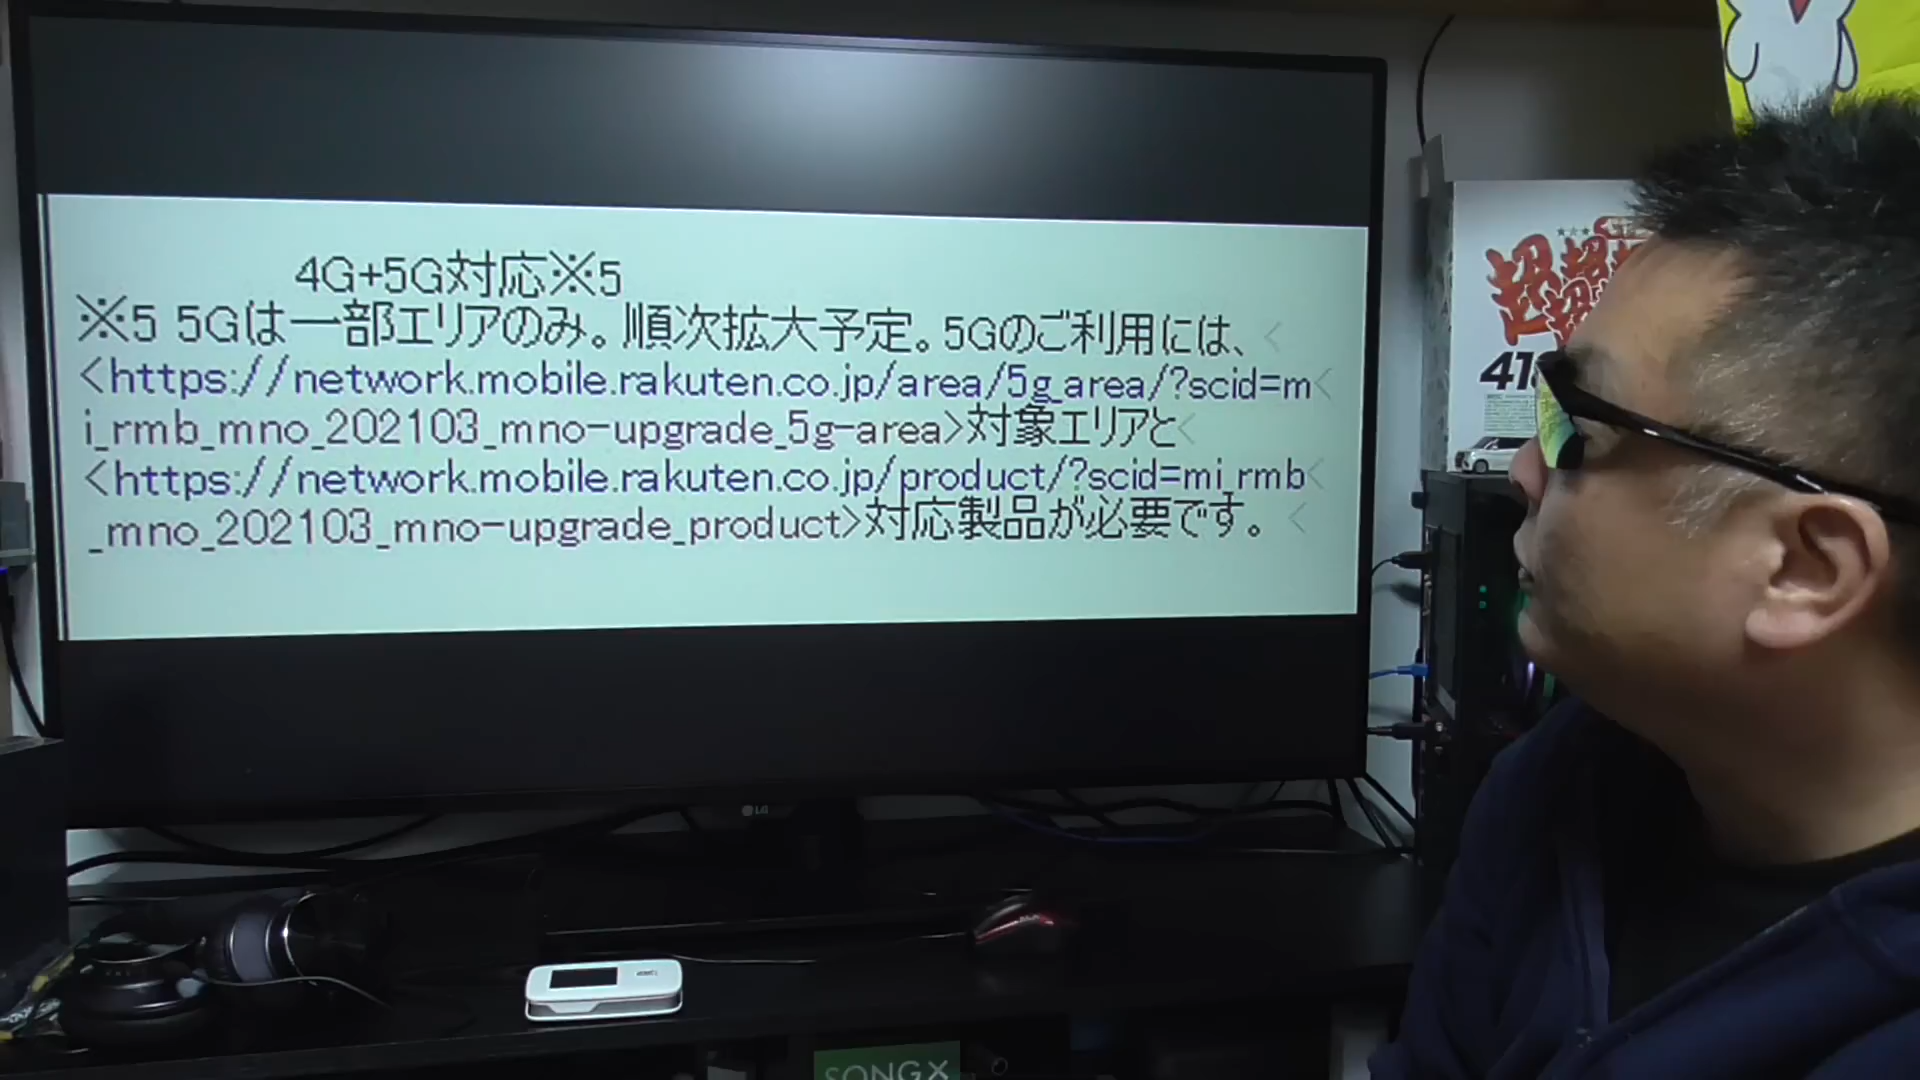 4G+5G対応※5
※5 5Gは一部エリアのみ。順次拡大予定。5Gのご利用には、
<https://network.mobile.rakuten.co.jp/area/5g_area/?scid=m
i_rmb_mno_202103_mno-upgrade_5g-area>対象エリアと
<https://network.mobile.rakuten.co.jp/product/?scid=mi_rmb
_mno_202103_mno-upgrade_product>対応製品が必要です。
LG
SONGX